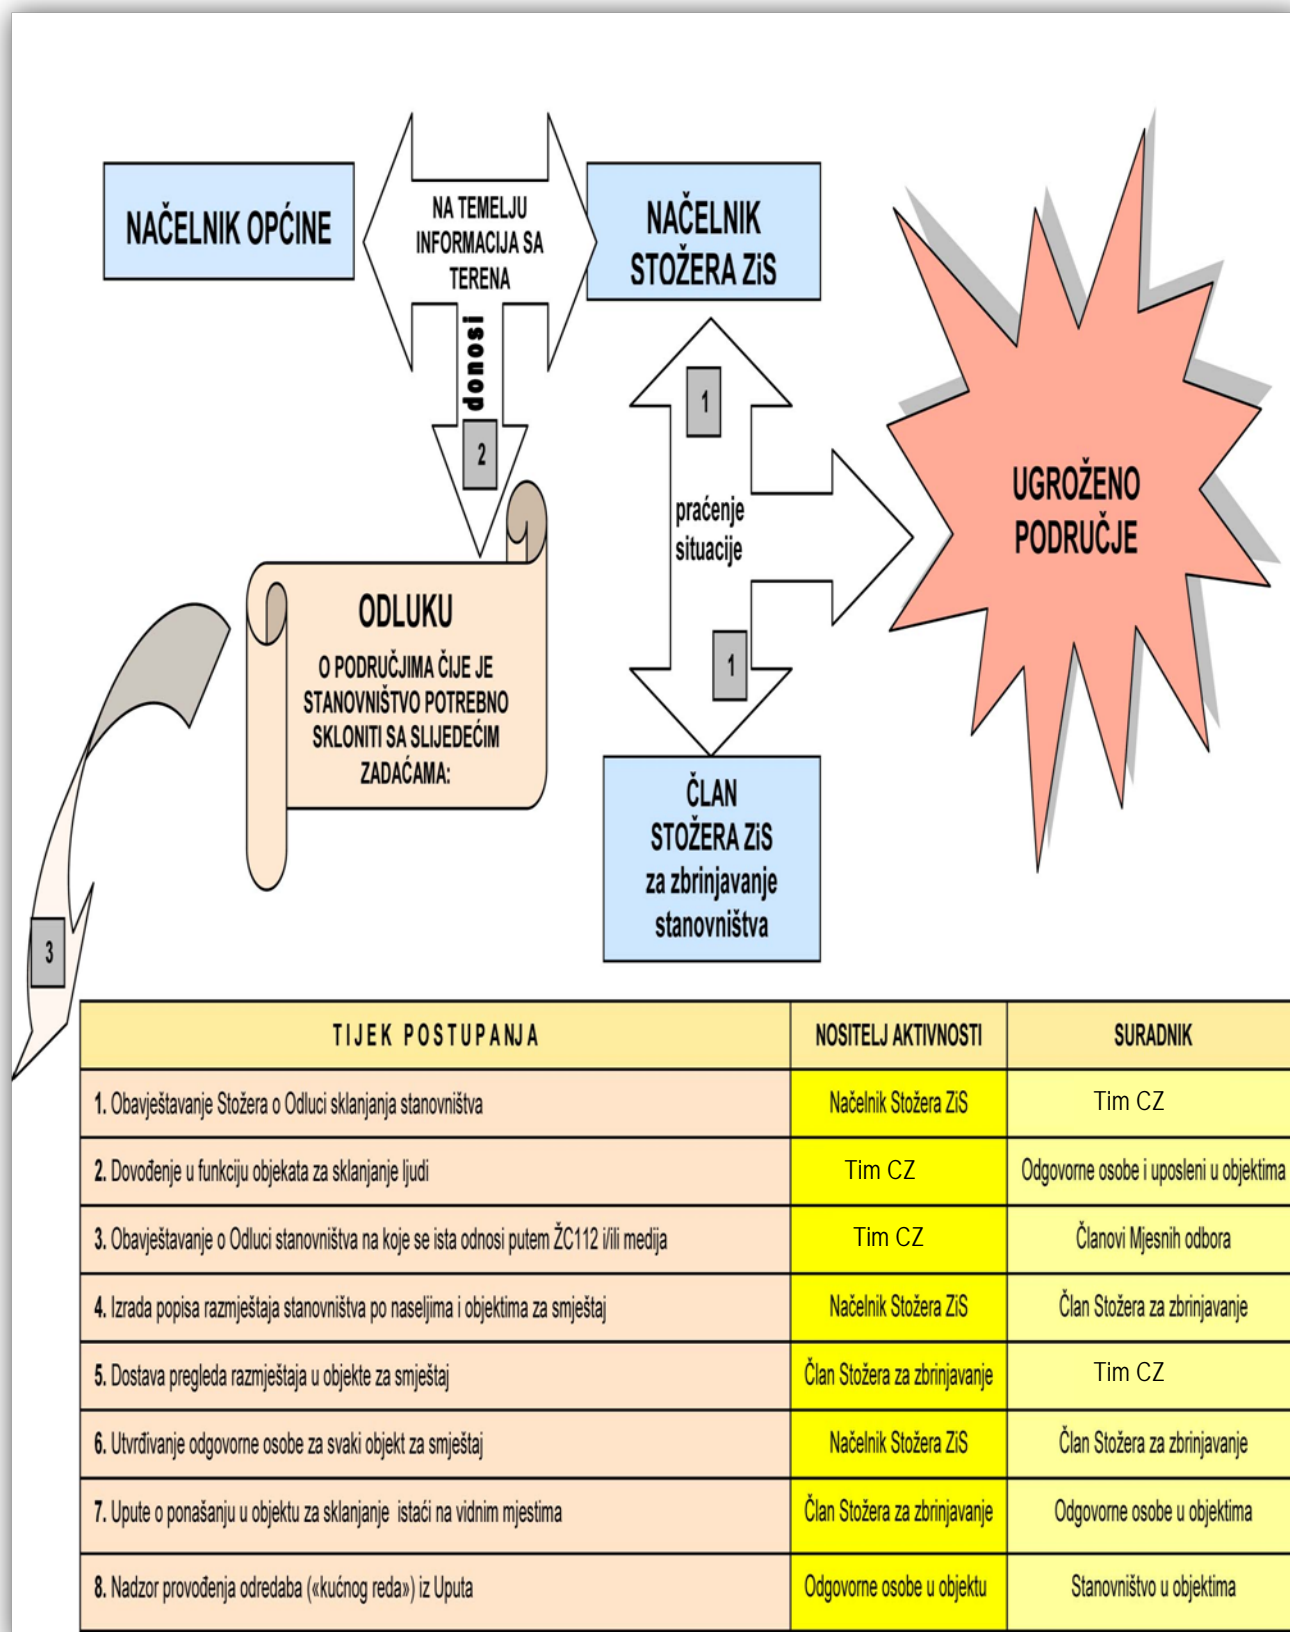 NAČELNIK OPĆINE
NA TEMELJU
INFORMACIJA SA
TERENA
NAČELNIK
STOŽERA ZiS
donosi
2
1
praćenje
situacije
1
UGROŽENO
PODRUČJE
ODLUKU
O PODRUČJIMA ČIJE JE
STANOVNIŠTVO POTREBNO
SKLONITI SA SLIJEDEĆIM
ZADAĆAMA:
ČLAN
STOŽERA ZiS
za zbrinjavanje
stanovništva
3
TIJEK POSTUPANJA NOSITELJ AKTIVNOSTI SURADNIK
1. Obavještavanje Stožera o Odluci sklanjanja stanovništva Načelnik Stožera ZiS Tim CZ
2. Dovođenje u funkciju objekata za sklanjanje ljudi Tim CZ Odgovorne osobe i uposleni u objektima
3. Obavještavanje o Odluci stanovništva na koje se ista odnosi putem ŽC112 i/ili medija Tim CZ Članovi Mjesnih odbora
4. Izrada popisa razmještaja stanovništva po naseljima i objektima za smještaj Načelnik Stožera ZiS Član Stožera za zbrinjavanje
5. Dostava pregleda razmještaja u objekte za smještaj Član Stožera za zbrinjavanje Tim CZ
6. Utvrđivanje odgovorne osobe za svaki objekt za smještaj Načelnik Stožera ZiS Član Stožera za zbrinjavanje
7. Upute o ponašanju u objektu za sklanjanje istaći na vidnim mjestima Član Stožera za zbrinjavanje Odgovorne osobe u objektima
8. Nadzor provođenja odredaba («kućnog reda») iz Uputa Odgovorne osobe u objektu Stanovništvo u objektima